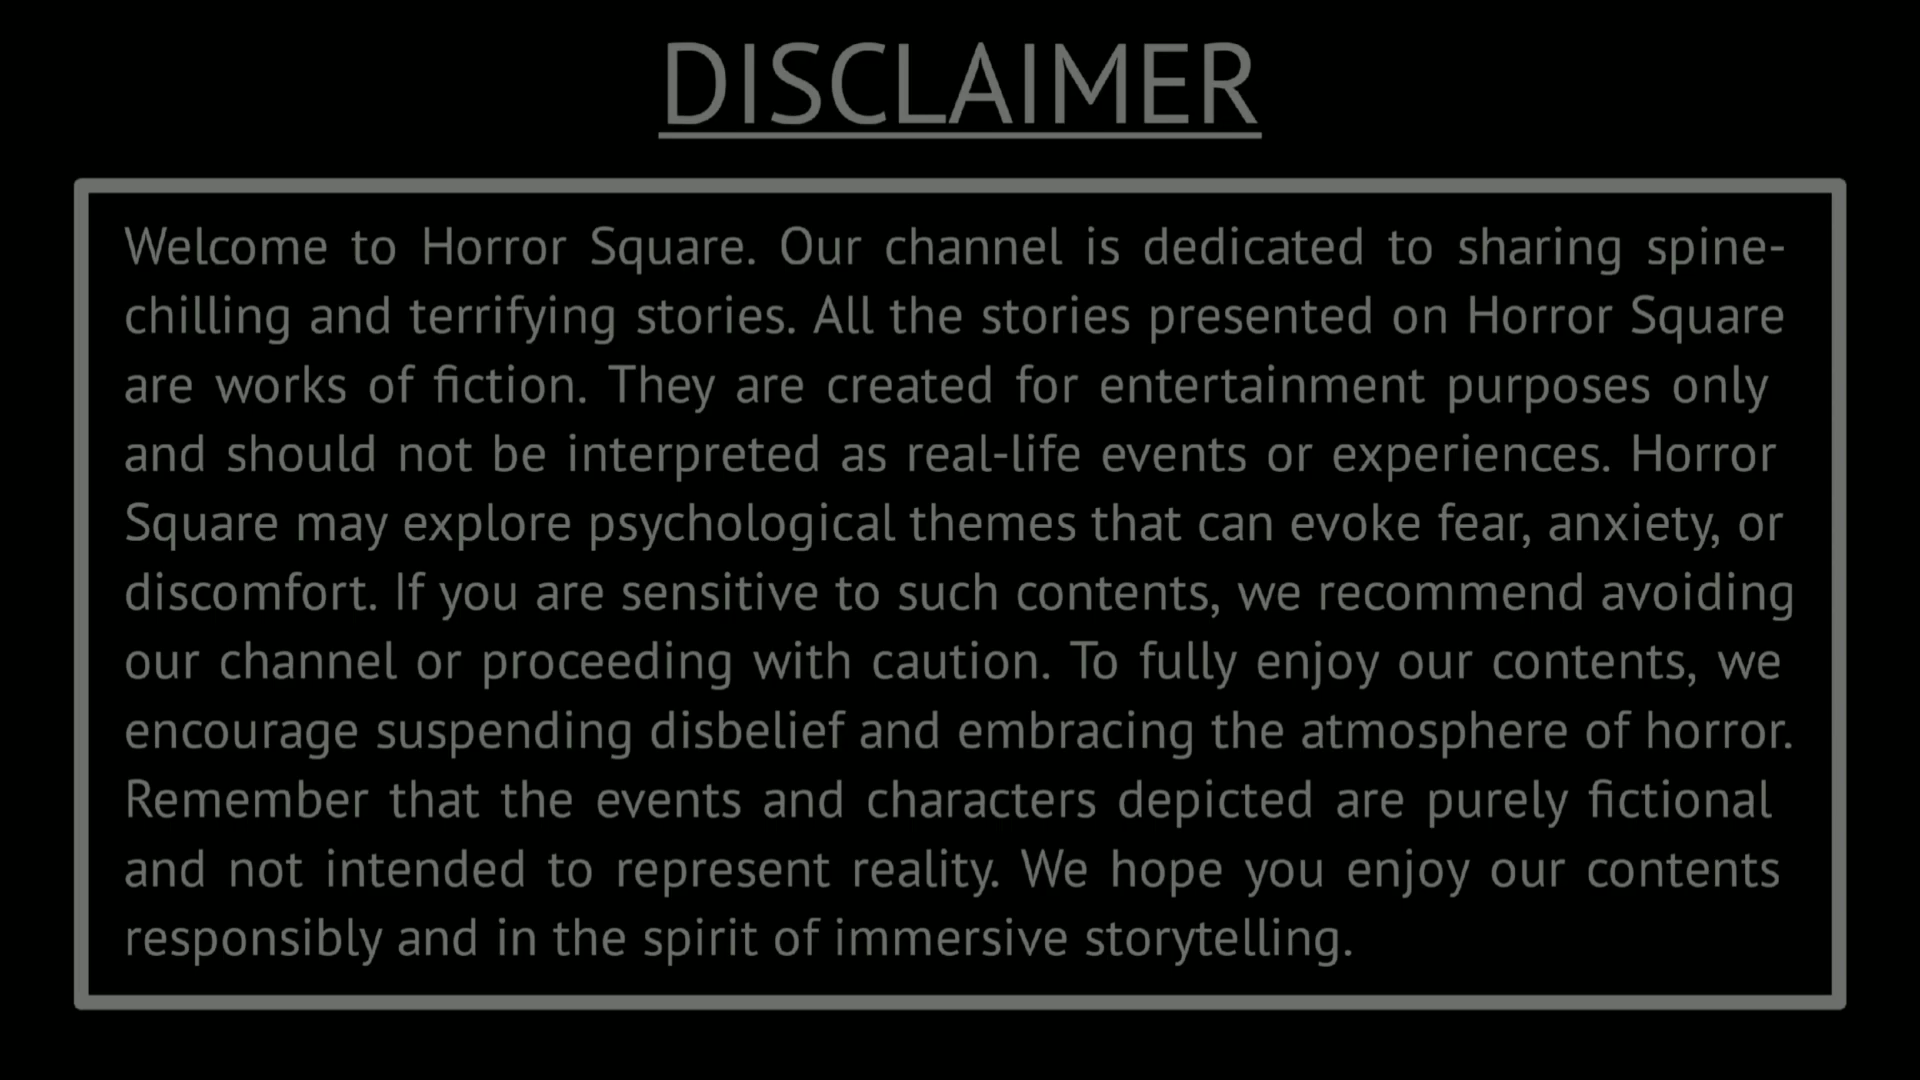 DISCLAIMER
Welcome to Horror Square. Our channel is dedicated to sharing spine-
chilling and terrifying stories. All the stories presented on Horror Square
are works of fiction. They are created for entertainment purposes only
and should not be interpreted as real-life events or experiences. Horror
Square may explore psychological themes that can evoke fear, anxiety, or
discomfort. If you are sensitive to such contents, we recommend avoiding
our channel or proceeding with caution. To fully enjoy our contents, we
encourage suspending disbelief and embracing the atmosphere of horror.
Remember that the events and characters depicted are purely fictional
and not intended to represent reality. We hope you enjoy our contents
responsibly and in the spirit of immersive storytelling.